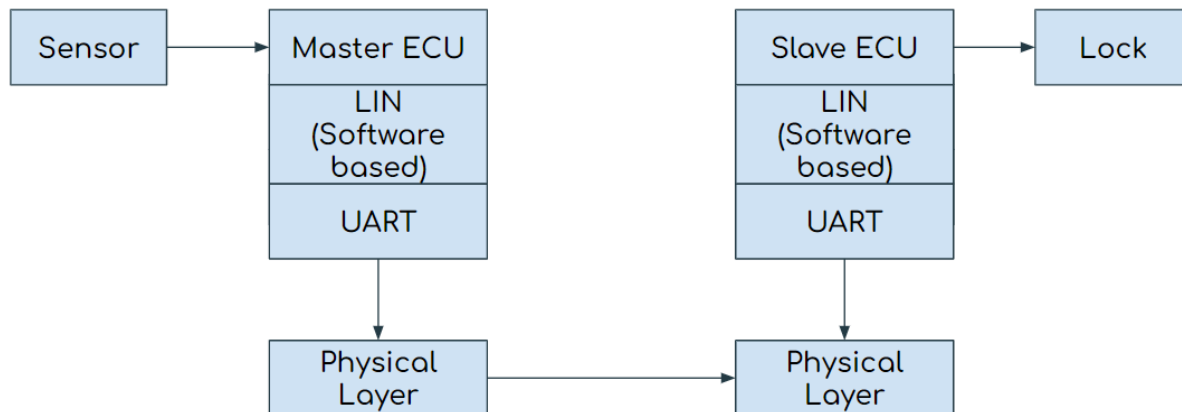 Sensor
Master ECU
Slave ECU
Lock
LIN
(Software
based)
LIN
(Software
based)
UART
UART
Physical
Layer
Physical
Layer